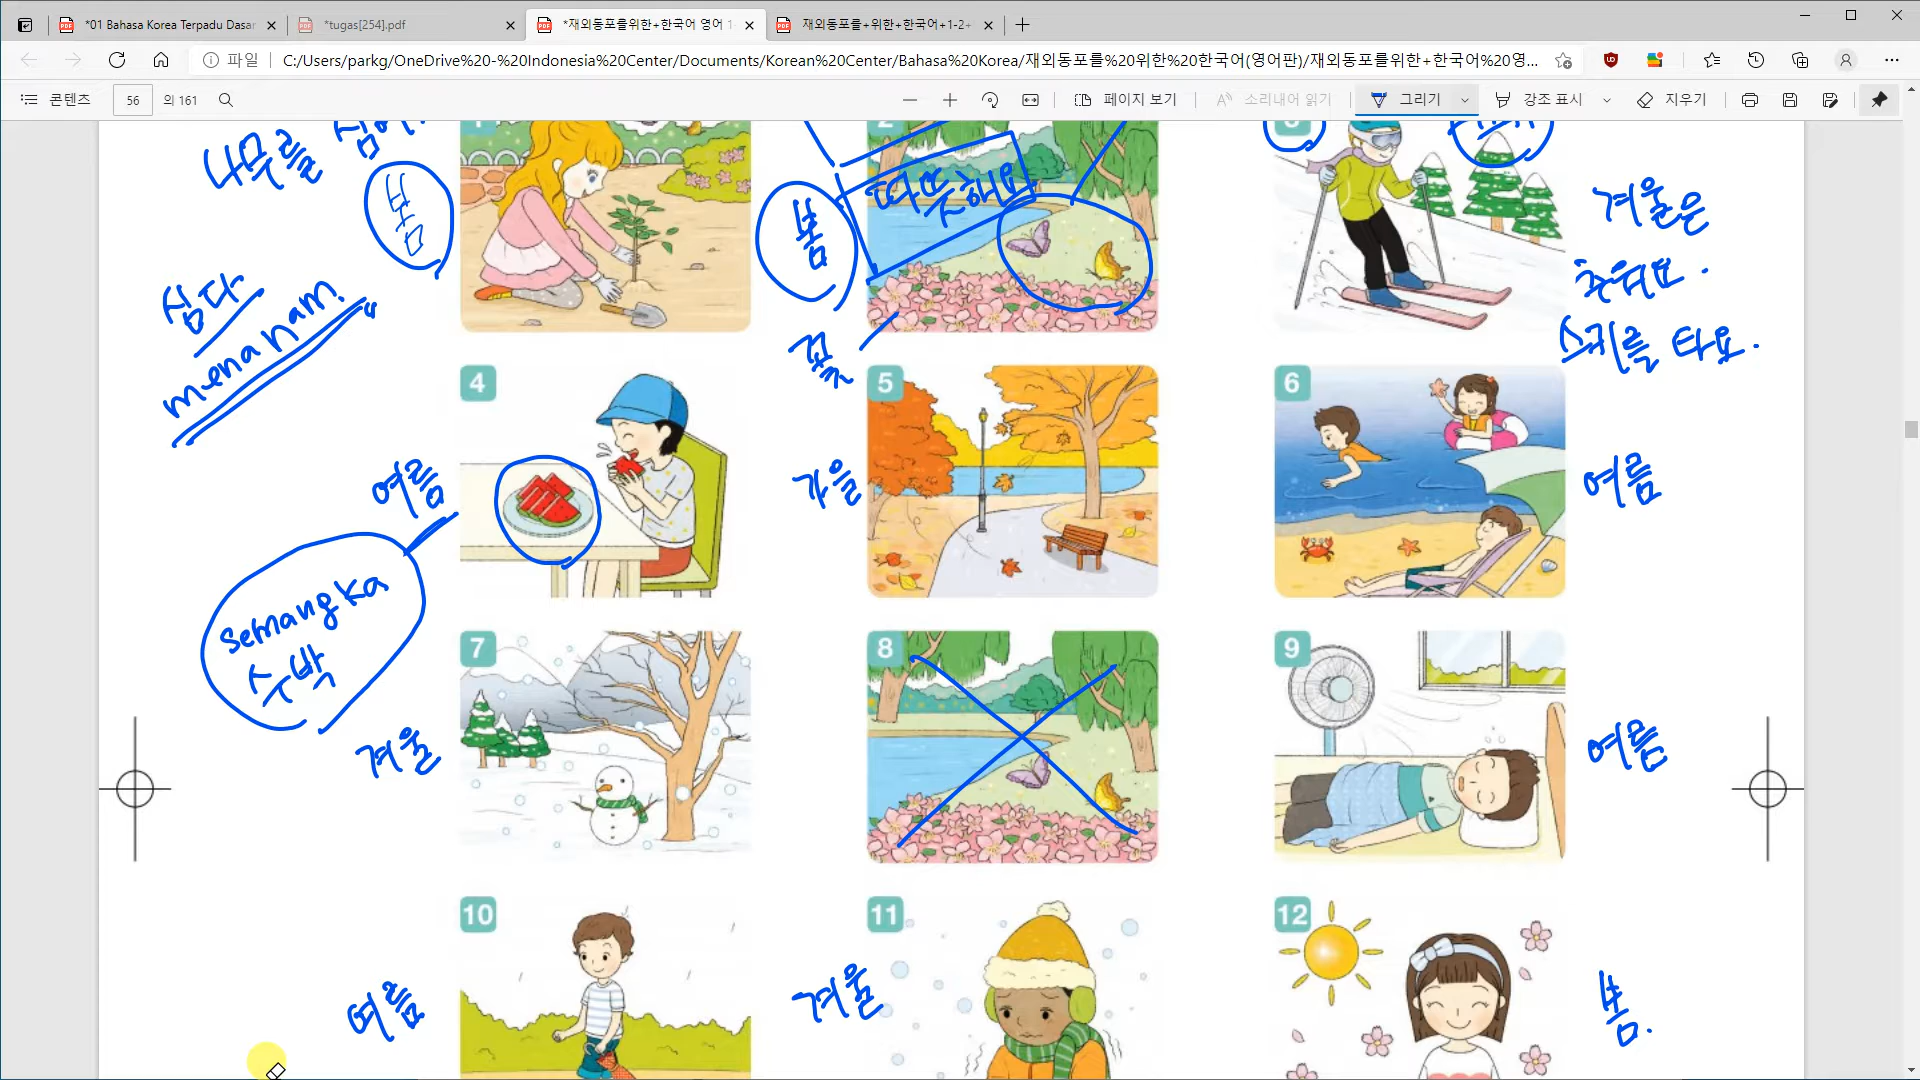 *01 Bahasa Korea Terpadu Dasar
*tugas[254].pdf
*재외동포를위한+한국어 영어 1
재외동포를+위한+한국어+1-2+
파일
C:/Users/parkg/OneDrive%20-%20Indonesia%20Center/Documents/Korean%20Center/Bahasa%20Korea/재외동포를%20위한%20한국어(영어판)/재외동포를위한+한국어%20영...
콘텐츠
56
의 161
페이지 보기
소리내어 읽기
그리기
강조 표시
지우기
나무를
봄
심다
menanam
봄
따뜻해요
꽃
겨울은
추워요.
스키를 타요.
4
여름
5
가을
6
여름
semangka
수박
7
겨울
8
9
여름
10
여름
11
겨울
12
봄.